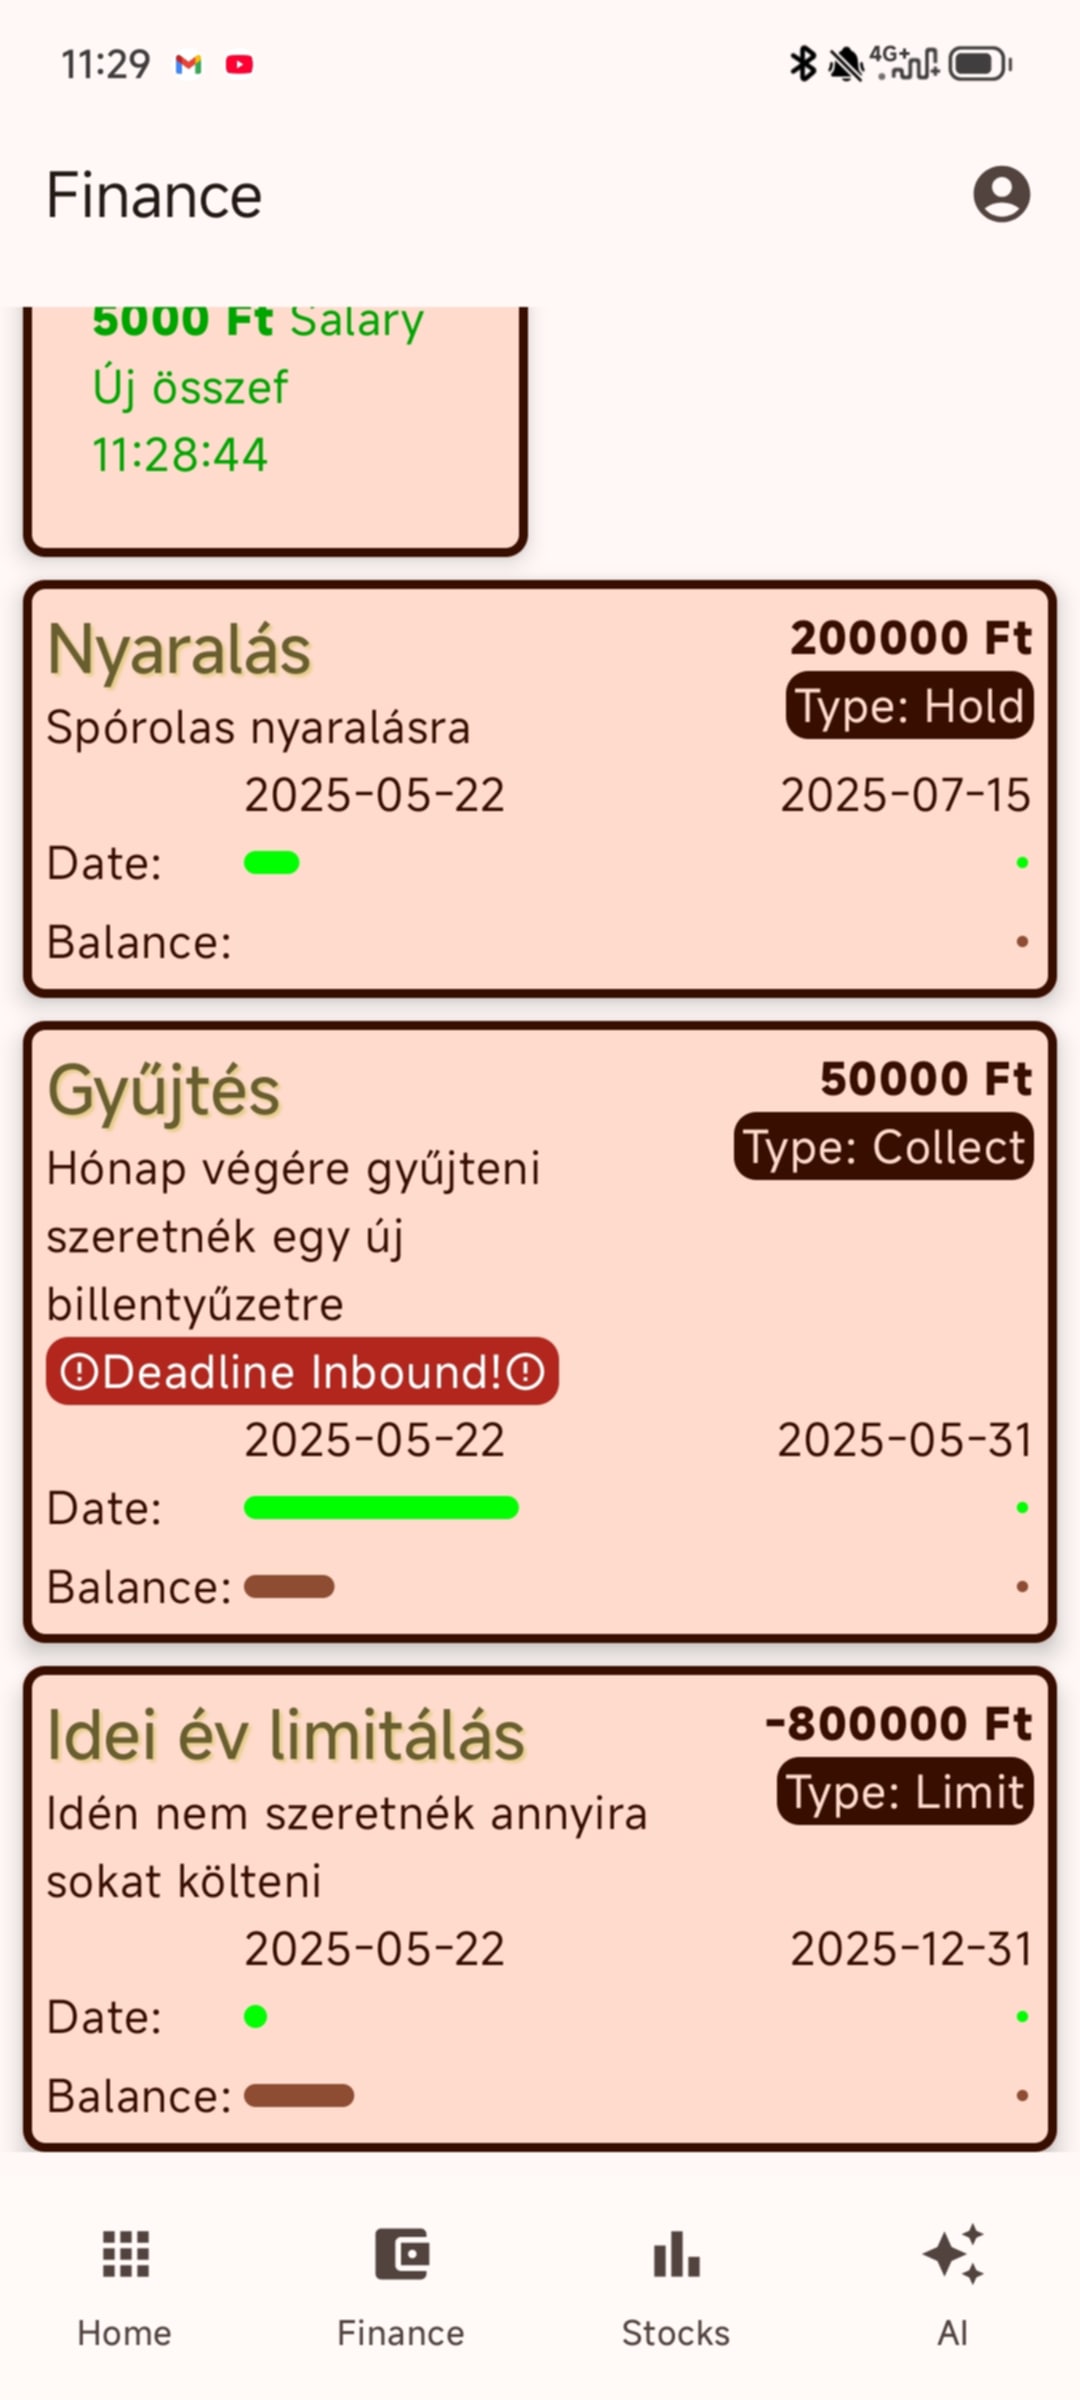 11:29
4G+
Finance
5000 Ft Salary
Új összef
11:28:44
Nyaralás
200000 Ft
Type: Hold
Spórolas nyaralásra
2025-05-22
2025-07-15
Date:
Balance:
Gyűjtés
50000 Ft
Type: Collect
Hónap végére gyűjteni
szeretnék egy új
billentyűzetre
Deadline Inbound!
2025-05-22
2025-05-31
Date:
Balance:
Idei év limitálás
-800000 Ft
Type: Limit
Idén nem szeretnék annyira
sokat költeni
2025-05-22
2025-12-31
Date:
Balance:
Home
Finance
Stocks
AI